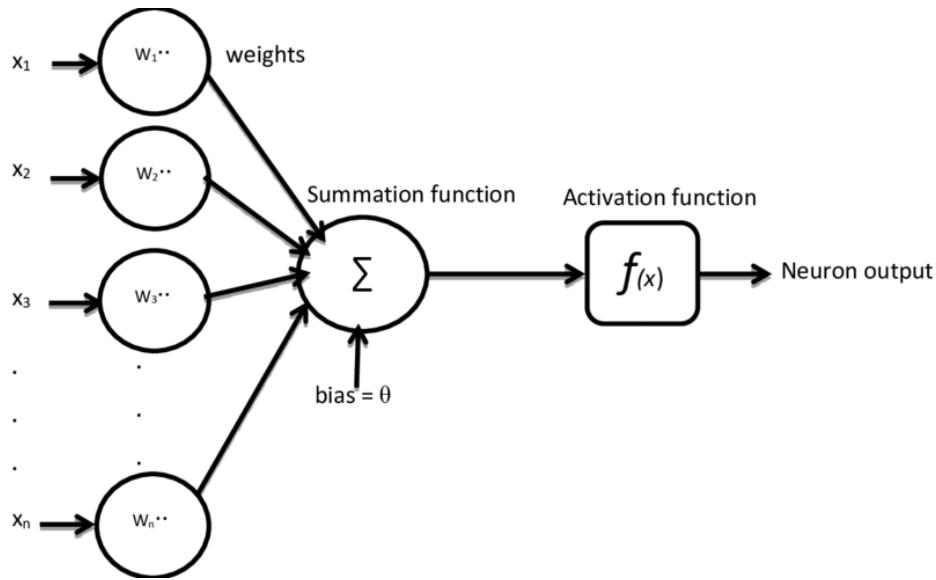 x₁
W₁..
weights
x₂
W₂..
Summation function
Activation function
Σ
f(x)
Neuron output
x₃
W₃..
bias = θ
.
.
.
.
.
.
xₙ
Wₙ..